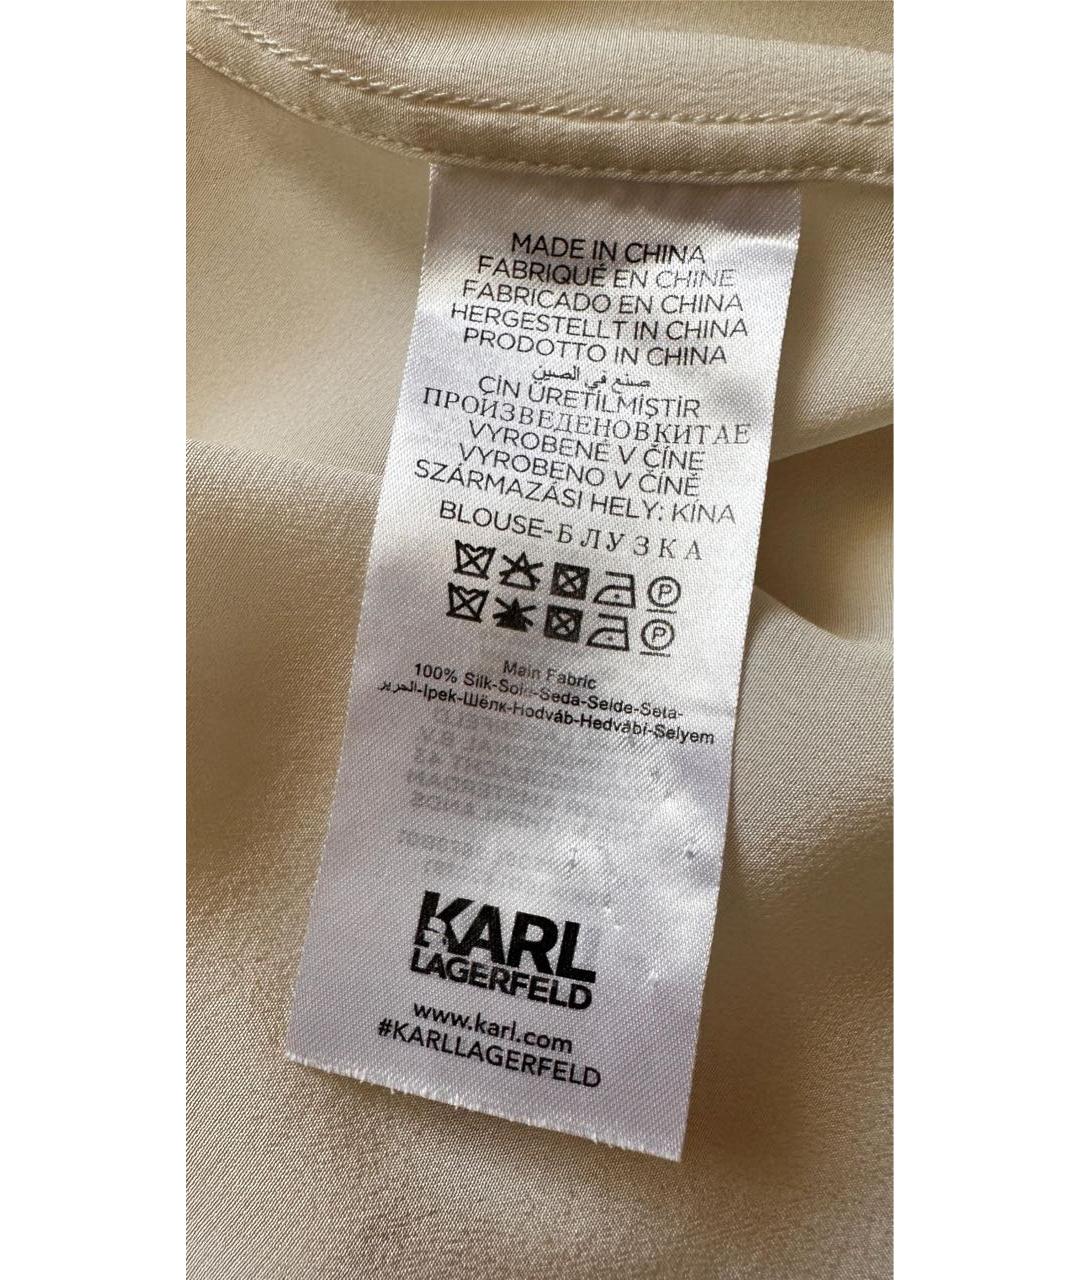 MADE IN CHINA
FABRIQUÉ EN CHINE
FABRICADO EN CHINA
HERGESTELLT IN CHINA
PRODOTTO IN CHINA
صنع في الصين
ÇİN ÜRETİLMİŞTİR
ПРОИЗВЕДЕНОВКИТАЕ
VYROBENÉ V ČÍNE
VYROBENO V ČÍNĚ
SZÁRMAZÁSI HELY: KÍNA
BLOUSE-БЛУЗКА
P
P
Main Fabric
100% Silk-Soie-Seda-Seide-Seta-
الحرير-Ipek-Шёлк-Hodváb-Hedvábí-Selyem
KARL
LAGERFELD
www.karl.com
#KARLLAGERFELD